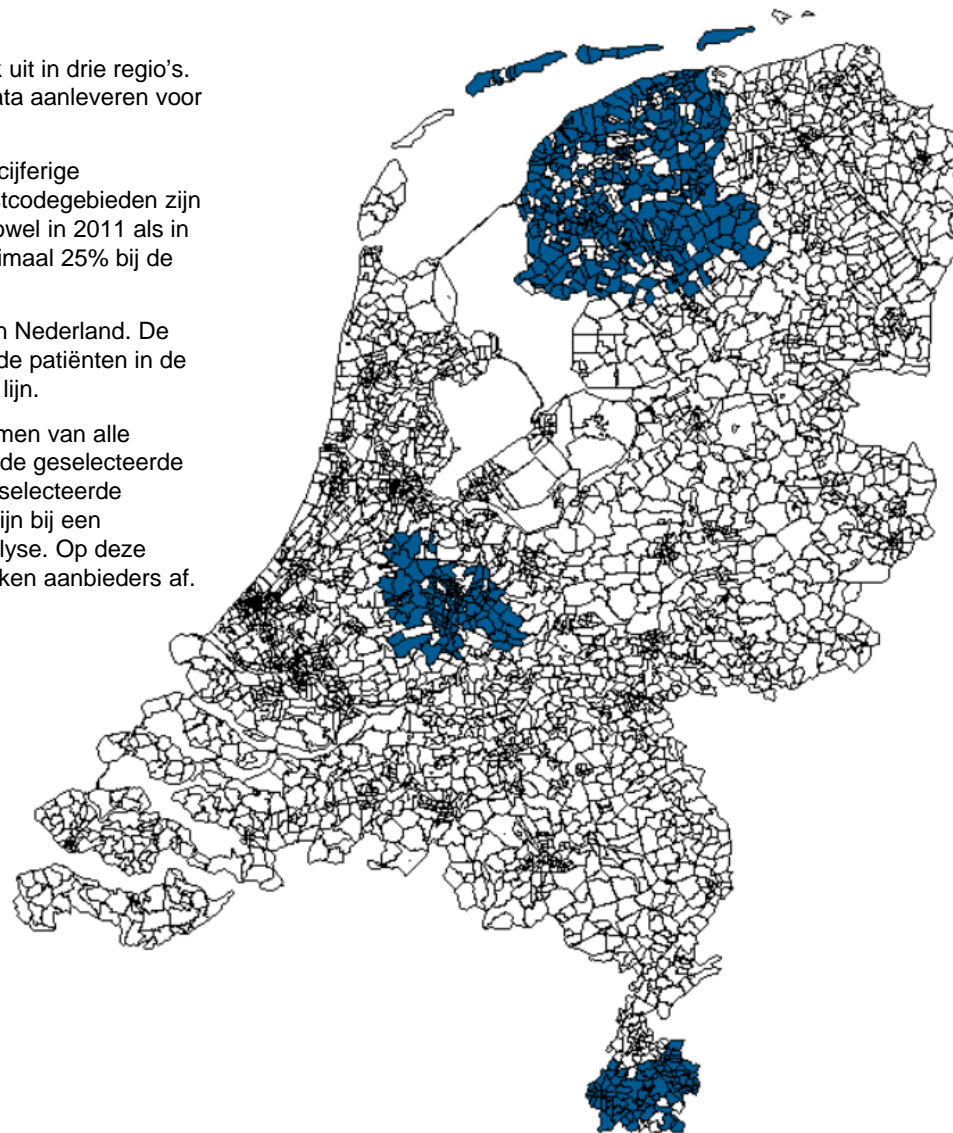 k uit in drie regio's.
ata aanleveren voor
cijferige
stcodegebieden zijn
owel in 2011 als in
imaal 25% bij de
n Nederland. De
de patiënten in de
lijn.
men van alle
de geselecteerde
selecteerde
ijn bij een
lyse. Op deze
ken aanbieders af.